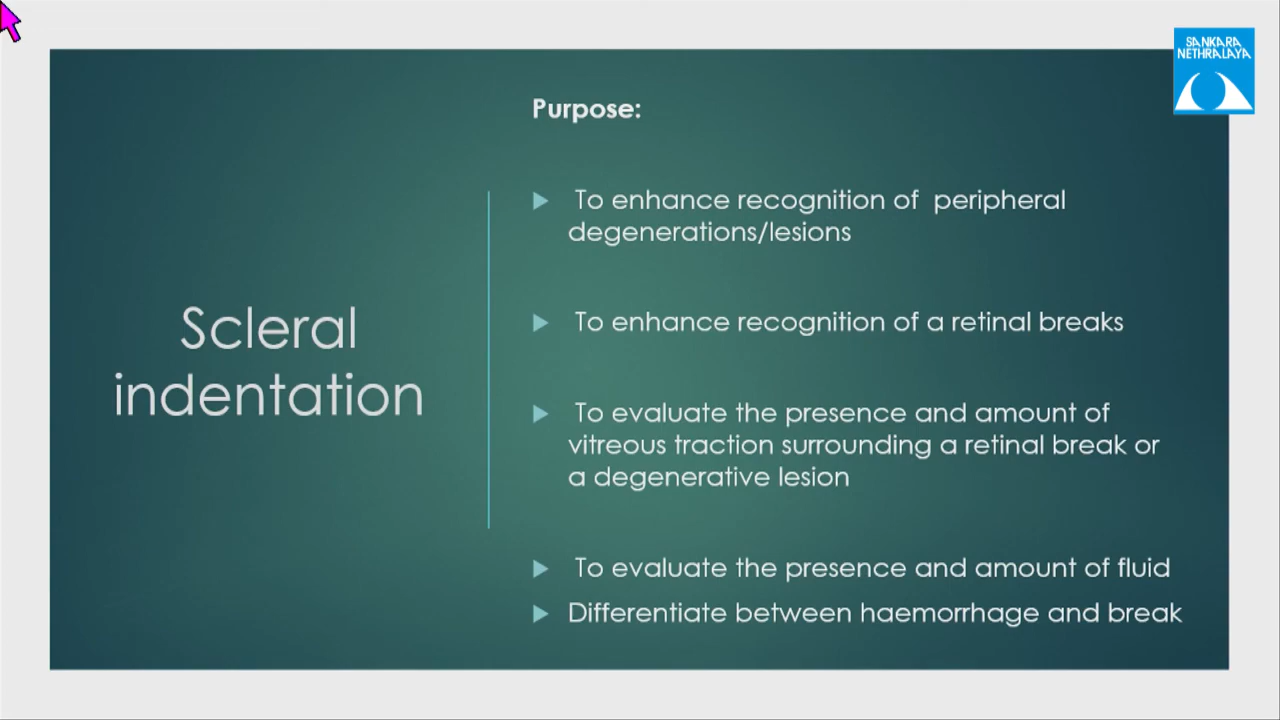 SANKARA
NETHRALAYA
Purpose:
To enhance recognition of peripheral
degenerations/lesions
To enhance recognition of a retinal breaks
Scleral
indentation
To evaluate the presence and amount of
vitreous traction surrounding a retinal break or
a degenerative lesion
To evaluate the presence and amount of fluid
Differentiate between haemorrhage and break